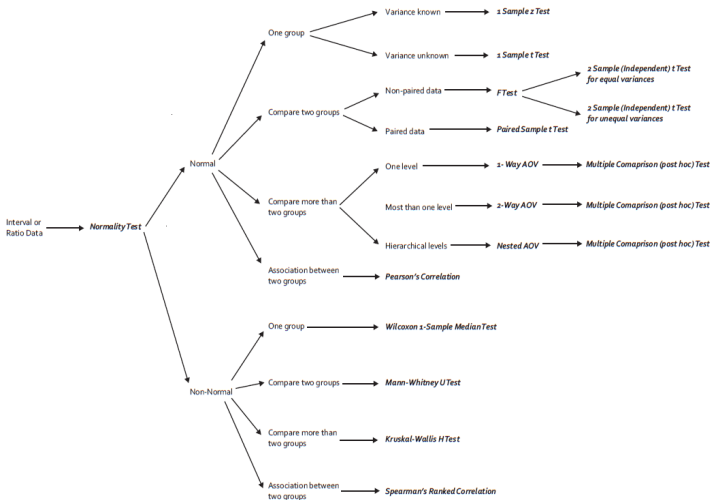 Interval or
Ratio Data
Normality Test
Normal
One group
Variance known
1 Sample z Test
Variance unknown
1 Sample t Test
Compare two groups
Non-paired data
F Test
2 Sample (Independent) t Test
for equal variances
2 Sample (Independent) t Test
for unequal variances
Paired data
Paired Sample t Test
Compare more than
two groups
One level
1- Way AOV
Multiple Comaprison (post hoc) Test
Most than one level
2-Way AOV
Multiple Comaprison (post hoc) Test
Hierarchical levels
Nested AOV
Multiple Comaprison (post hoc) Test
Association between
two groups
Pearson's Correlation
Non-Normal
One group
Wilcoxon 1-Sample Median Test
Compare two groups
Mann-Whitney U Test
Compare more than
two groups
Kruskal-Wallis H Test
Association between
two groups
Spearman's Ranked Correlation